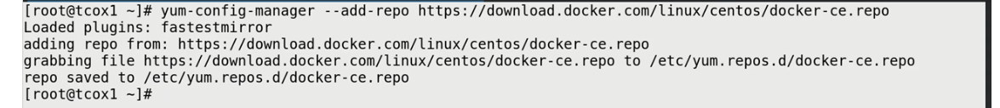 [root@tcox1 ~]# yum-config-manager --add-repo https://download.docker.com/linux/centos/docker-ce.repo
Loaded plugins: fastestmirror
adding repo from: https://download.docker.com/linux/centos/docker-ce.repo
grabbing file https://download.docker.com/linux/centos/docker-ce.repo to /etc/yum.repos.d/docker-ce.repo
repo saved to /etc/yum.repos.d/docker-ce.repo
[root@tcox1 ~]#